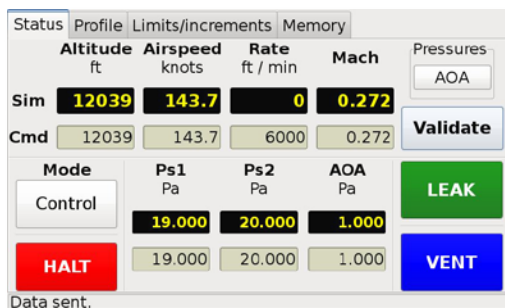 Status Profile Limits/increments Memory
Altitude Airspeed Rate Mach Pressures
ft knots ft / min
AOA
Sim 12039 143.7 0 0.272
Cmd 12039 143.7 6000 0.272 Validate
Mode Ps1 Ps2 AOA
Pa Pa Pa
Control LEAK
19.000 20.000 1.000
HALT 19.000 20.000 1.000 VENT
Data sent.